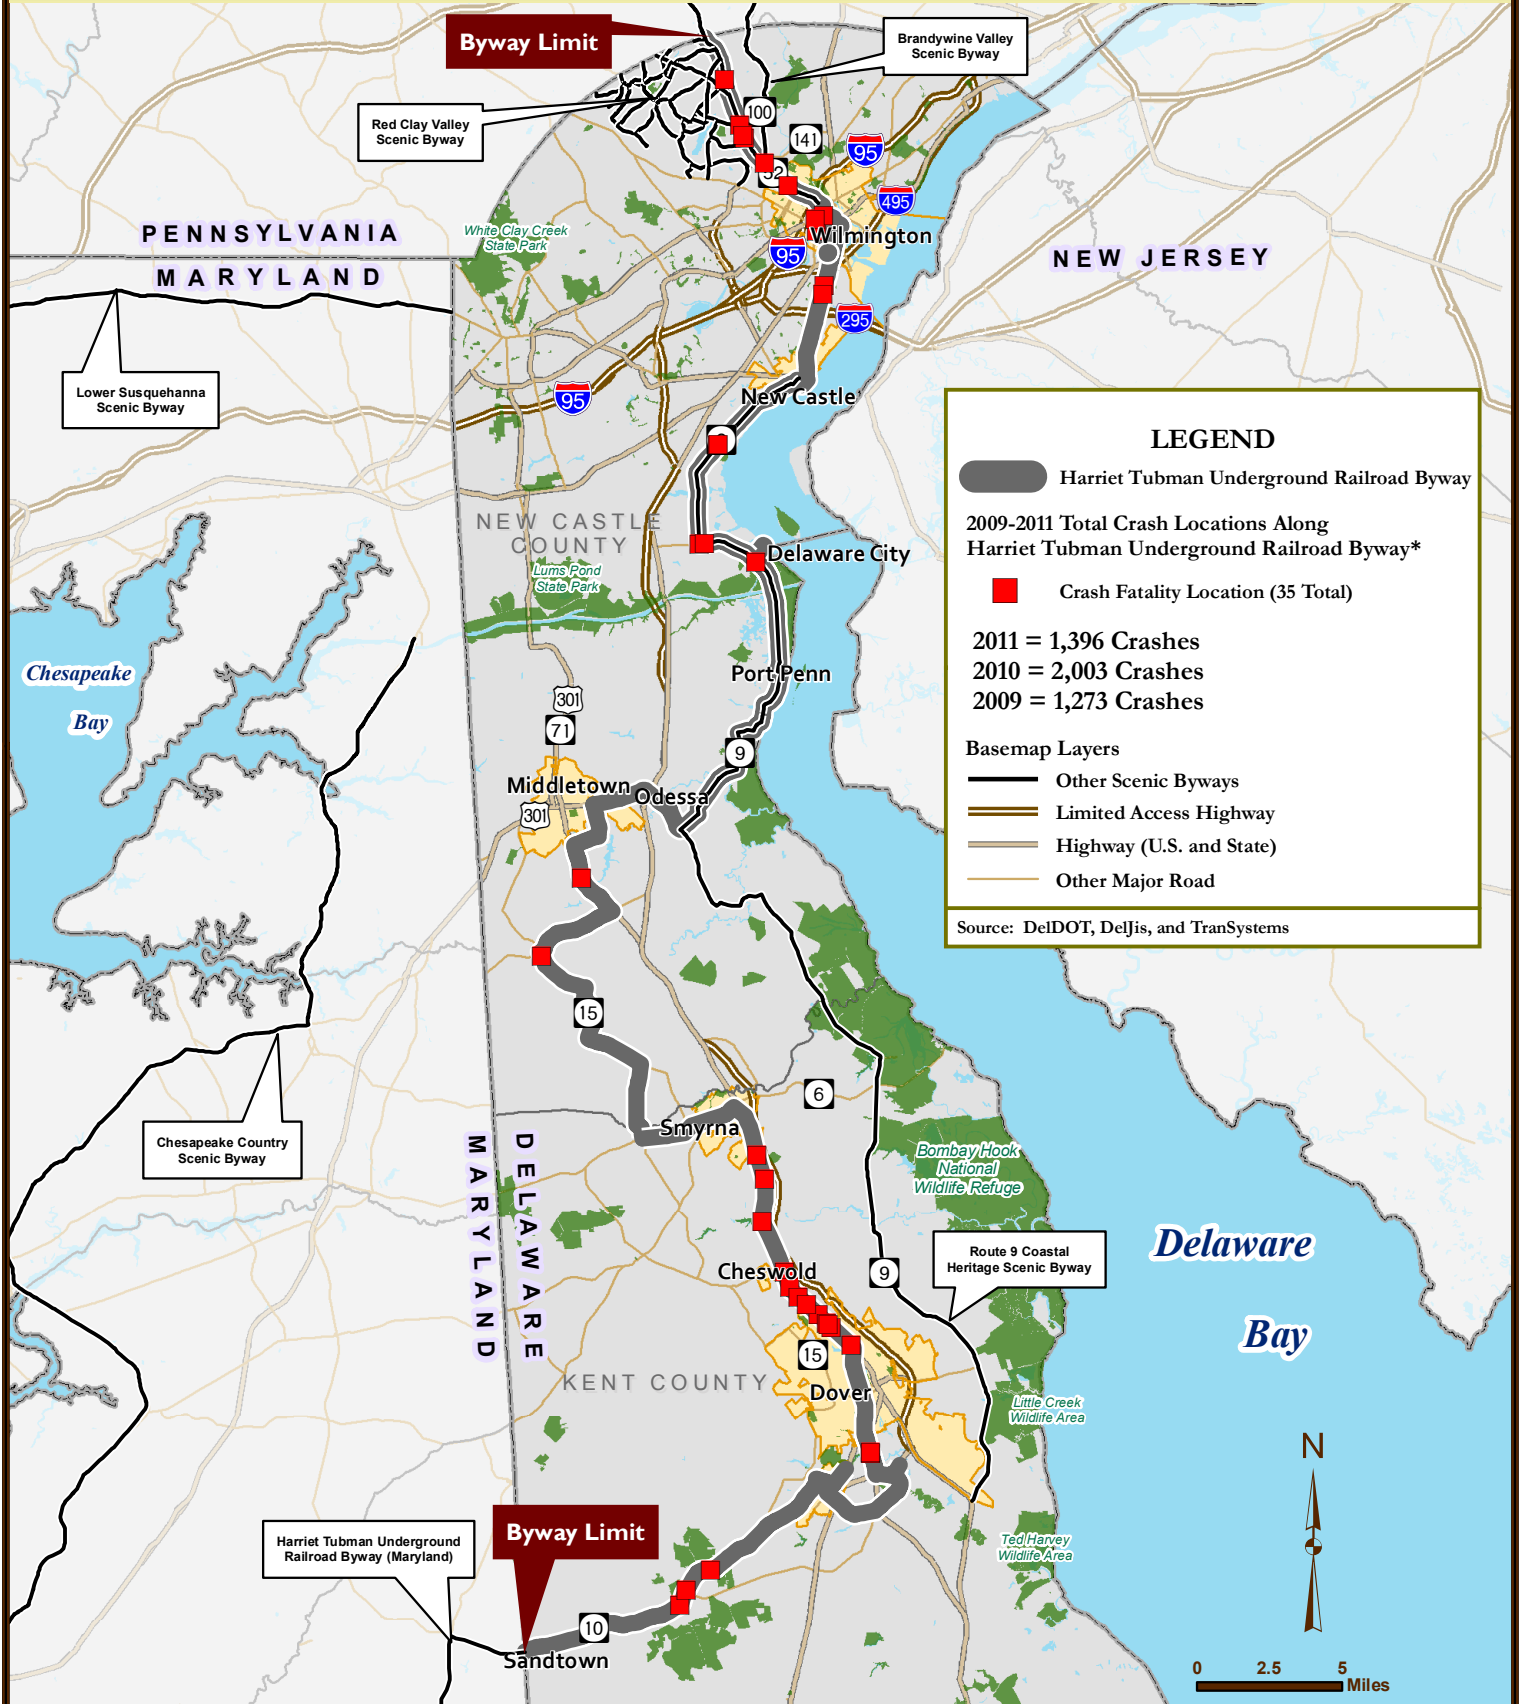 Byway Limit
Brandywine Valley
Scenic Byway
Red Clay Valley
Scenic Byway
100
141
95
52
495
White Clay Creek
State Park
PENNSYLVANIA
MARYLAND
Wilmington
95
NEW JERSEY
295
Lower Susquehanna
Scenic Byway
95
New Castle
NEW CASTLE
COUNTY
Lums Pond
State Park
Delaware City
LEGEND
Harriet Tubman Underground Railroad Byway
2009-2011 Total Crash Locations Along
Harriet Tubman Underground Railroad Byway*
Crash Fatality Location (35 Total)
2011 = 1,396 Crashes
2010 = 2,003 Crashes
2009 = 1,273 Crashes
Basemap Layers
Other Scenic Byways
Limited Access Highway
Highway (U.S. and State)
Other Major Road
Source: DelDOT, DelJis, and TranSystems
Chesapeake
Bay
Port Penn
301
71
9
Middletown
Odessa
301
15
6
Smyrna
Chesapeake Country
Scenic Byway
MARYLAND
DELAWARE
Bombay Hook
National
Wildlife Refuge
Route 9 Coastal
Heritage Scenic Byway
Delaware
Bay
Cheswold
9
15
KENT COUNTY
Dover
Little Creek
Wildlife Area
N
Ted Harvey
Wildlife Area
Byway Limit
Harriet Tubman Underground
Railroad Byway (Maryland)
10
Sandtown
0 2.5 5
Miles